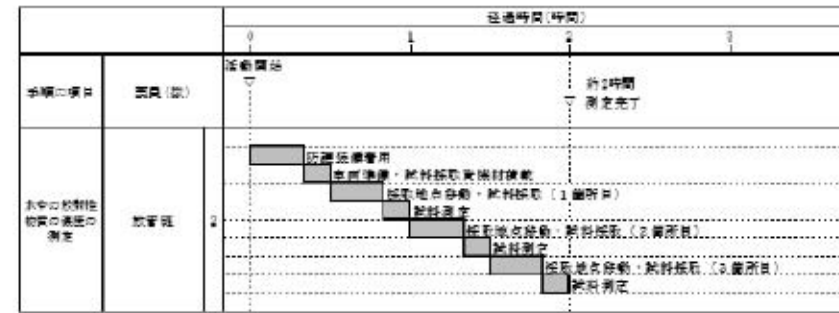 経過時間(時間)
0 1 2 3
手順の項目 要員(数)
活動開始
約2時間
測定完了
水中の放射性
物質の濃度の
測定
放管班 2
防護装備着用
車両準備・試料採取資機材積載
採取地点移動・試料採取(1箇所目)
試料測定
採取地点移動・試料採取(2箇所目)
試料測定
採取地点移動・試料採取(3箇所目)
試料測定